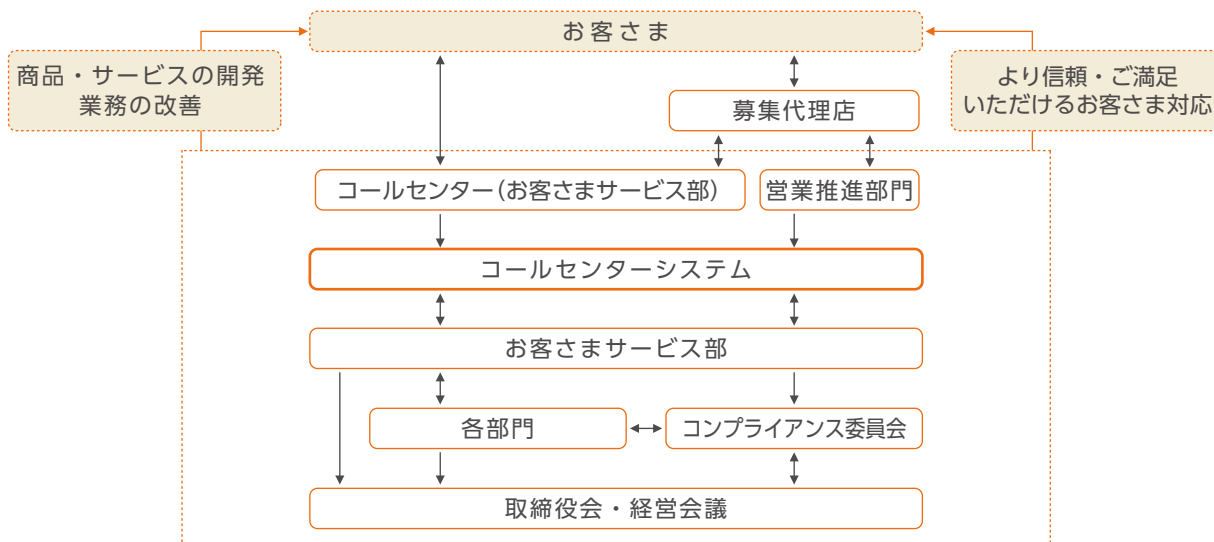 お客さま
商品・サービスの開発
業務の改善
より信頼・ご満足
いただけるお客さま対応
募集代理店
コールセンター（お客さまサービス部）
営業推進部門
コールセンターシステム
お客さまサービス部
各部門
コンプライアンス委員会
取締役会・経営会議